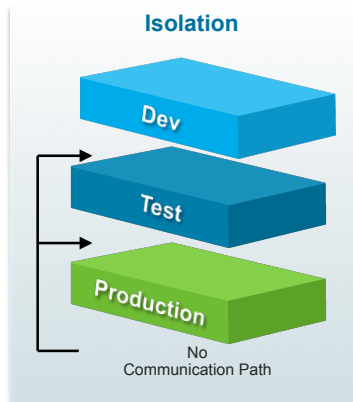 Isolation
Dev
Test
Production
No
Communication Path